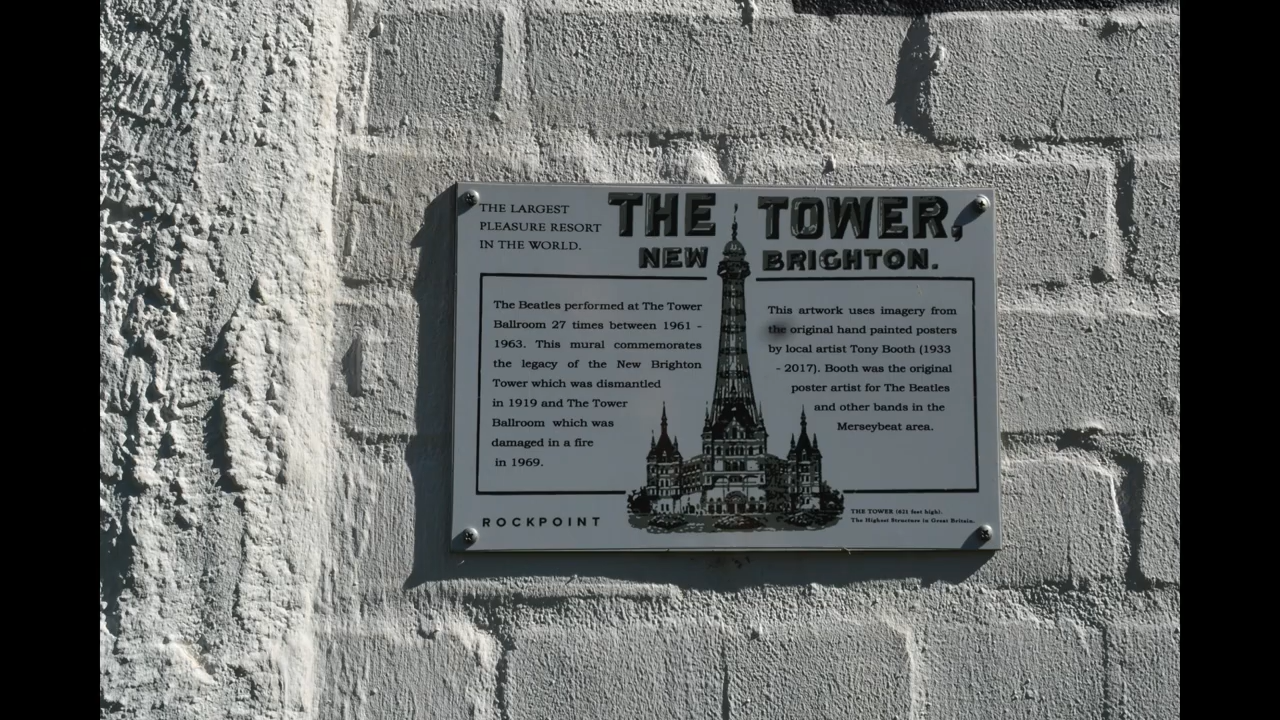 THE LARGEST
PLEASURE RESORT
IN THE WORLD.
THE TOWER,
NEW BRIGHTON.
The Beatles performed at The Tower
Ballroom 27 times between 1961 -
1963. This mural commemorates
the legacy of the New Brighton
Tower which was dismantled
in 1919 and The Tower
Ballroom which was
damaged in a fire
in 1969.
This artwork uses imagery from
the original hand painted posters
by local artist Tony Booth (1933
- 2017). Booth was the original
poster artist for The Beatles
and other bands in the
Merseybeat area.
ROCKPOINT
THE TOWER (621 feet high).
The Highest Structure in Great Britain.